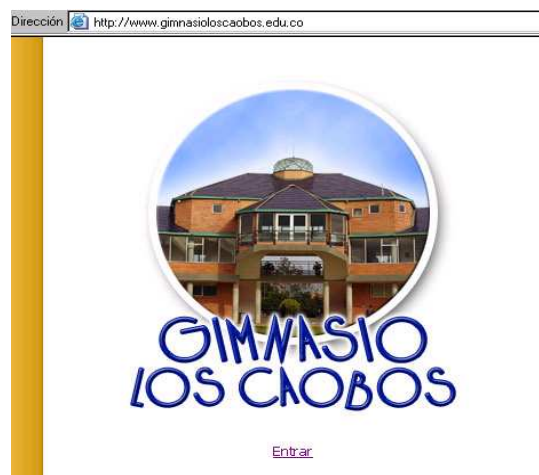 Dirección http://www.gimnasioloscaobos.edu.co
GIMNASIO
LOS CAOBOS
Entrar